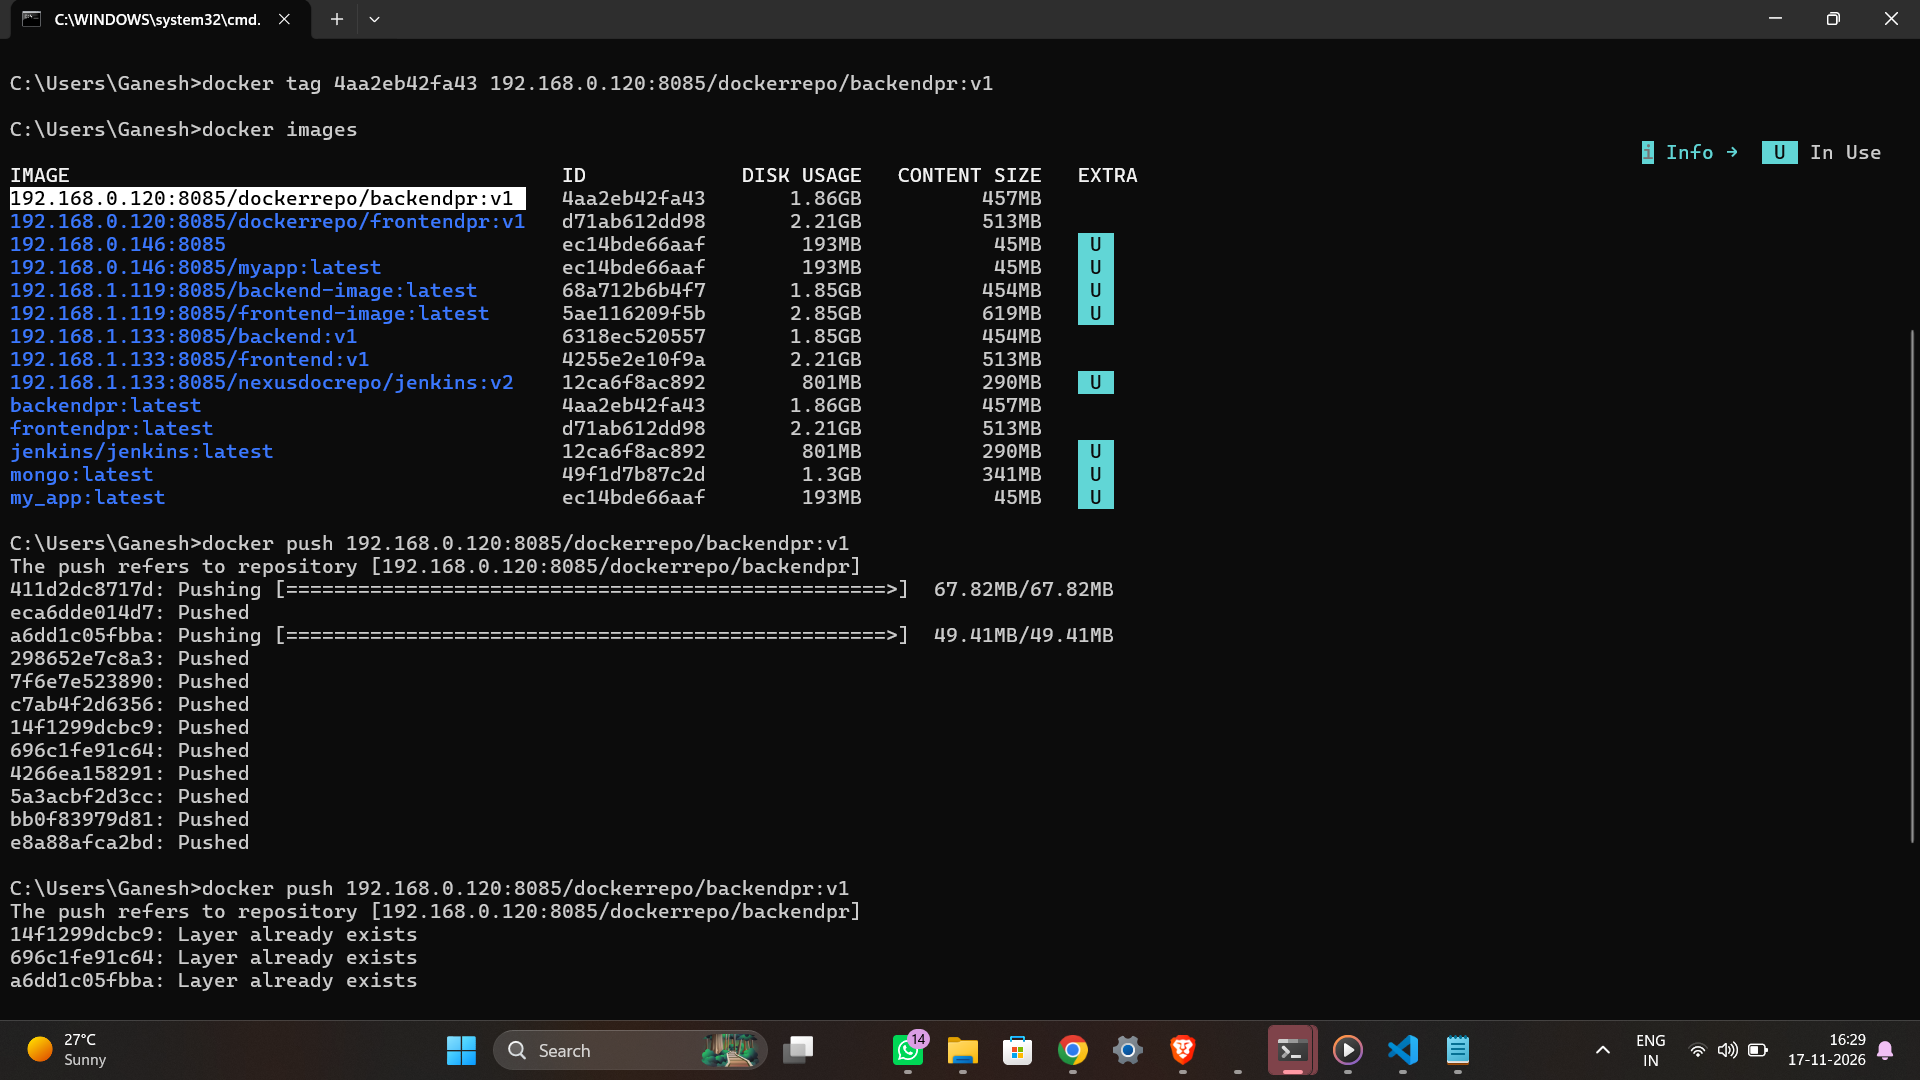 C:\WINDOWS\system32\cmd.
C:\Users\Ganesh>docker tag 4aa2eb42fa43 192.168.0.120:8085/dockerrepo/backendpr:v1
C:\Users\Ganesh>docker images
i Info → U In Use
IMAGE ID DISK USAGE CONTENT SIZE EXTRA
192.168.0.120:8085/dockerrepo/backendpr:v1 4aa2eb42fa43 1.86GB 457MB
192.168.0.120:8085/dockerrepo/frontendpr:v1 d71ab612dd98 2.21GB 513MB
192.168.0.146:8085 ec14bde66aaf 193MB 45MB U
192.168.0.146:8085/myapp:latest ec14bde66aaf 193MB 45MB U
192.168.1.119:8085/backend-image:latest 68a712b6b4f7 1.85GB 454MB U
192.168.1.119:8085/frontend-image:latest 5ae116209f5b 2.85GB 619MB U
192.168.1.133:8085/backend:v1 6318ec520557 1.85GB 454MB
192.168.1.133:8085/frontend:v1 4255e2e10f9a 2.21GB 513MB
192.168.1.133:8085/nexusdocrepo/jenkins:v2 12ca6f8ac892 801MB 290MB U
backendpr:latest 4aa2eb42fa43 1.86GB 457MB
frontendpr:latest d71ab612dd98 2.21GB 513MB
jenkins/jenkins:latest 12ca6f8ac892 801MB 290MB U
mongo:latest 49f1d7b87c2d 1.3GB 341MB U
my_app:latest ec14bde66aaf 193MB 45MB U
C:\Users\Ganesh>docker push 192.168.0.120:8085/dockerrepo/backendpr:v1
The push refers to repository [192.168.0.120:8085/dockerrepo/backendpr]
411d2dc8717d: Pushing [==================================================>] 67.82MB/67.82MB
eca6dde014d7: Pushed
a6dd1c05fbba: Pushing [==================================================>] 49.41MB/49.41MB
298652e7c8a3: Pushed
7f6e7e523890: Pushed
c7ab4f2d6356: Pushed
14f1299dcbc9: Pushed
696c1fe91c64: Pushed
4266ea158291: Pushed
5a3acbf2d3cc: Pushed
bb0f83979d81: Pushed
e8a88afca2bd: Pushed
C:\Users\Ganesh>docker push 192.168.0.120:8085/dockerrepo/backendpr:v1
The push refers to repository [192.168.0.120:8085/dockerrepo/backendpr]
14f1299dcbc9: Layer already exists
696c1fe91c64: Layer already exists
a6dd1c05fbba: Layer already exists
27°C
Sunny
Search
14
ENG
IN
16:29
17-11-2026